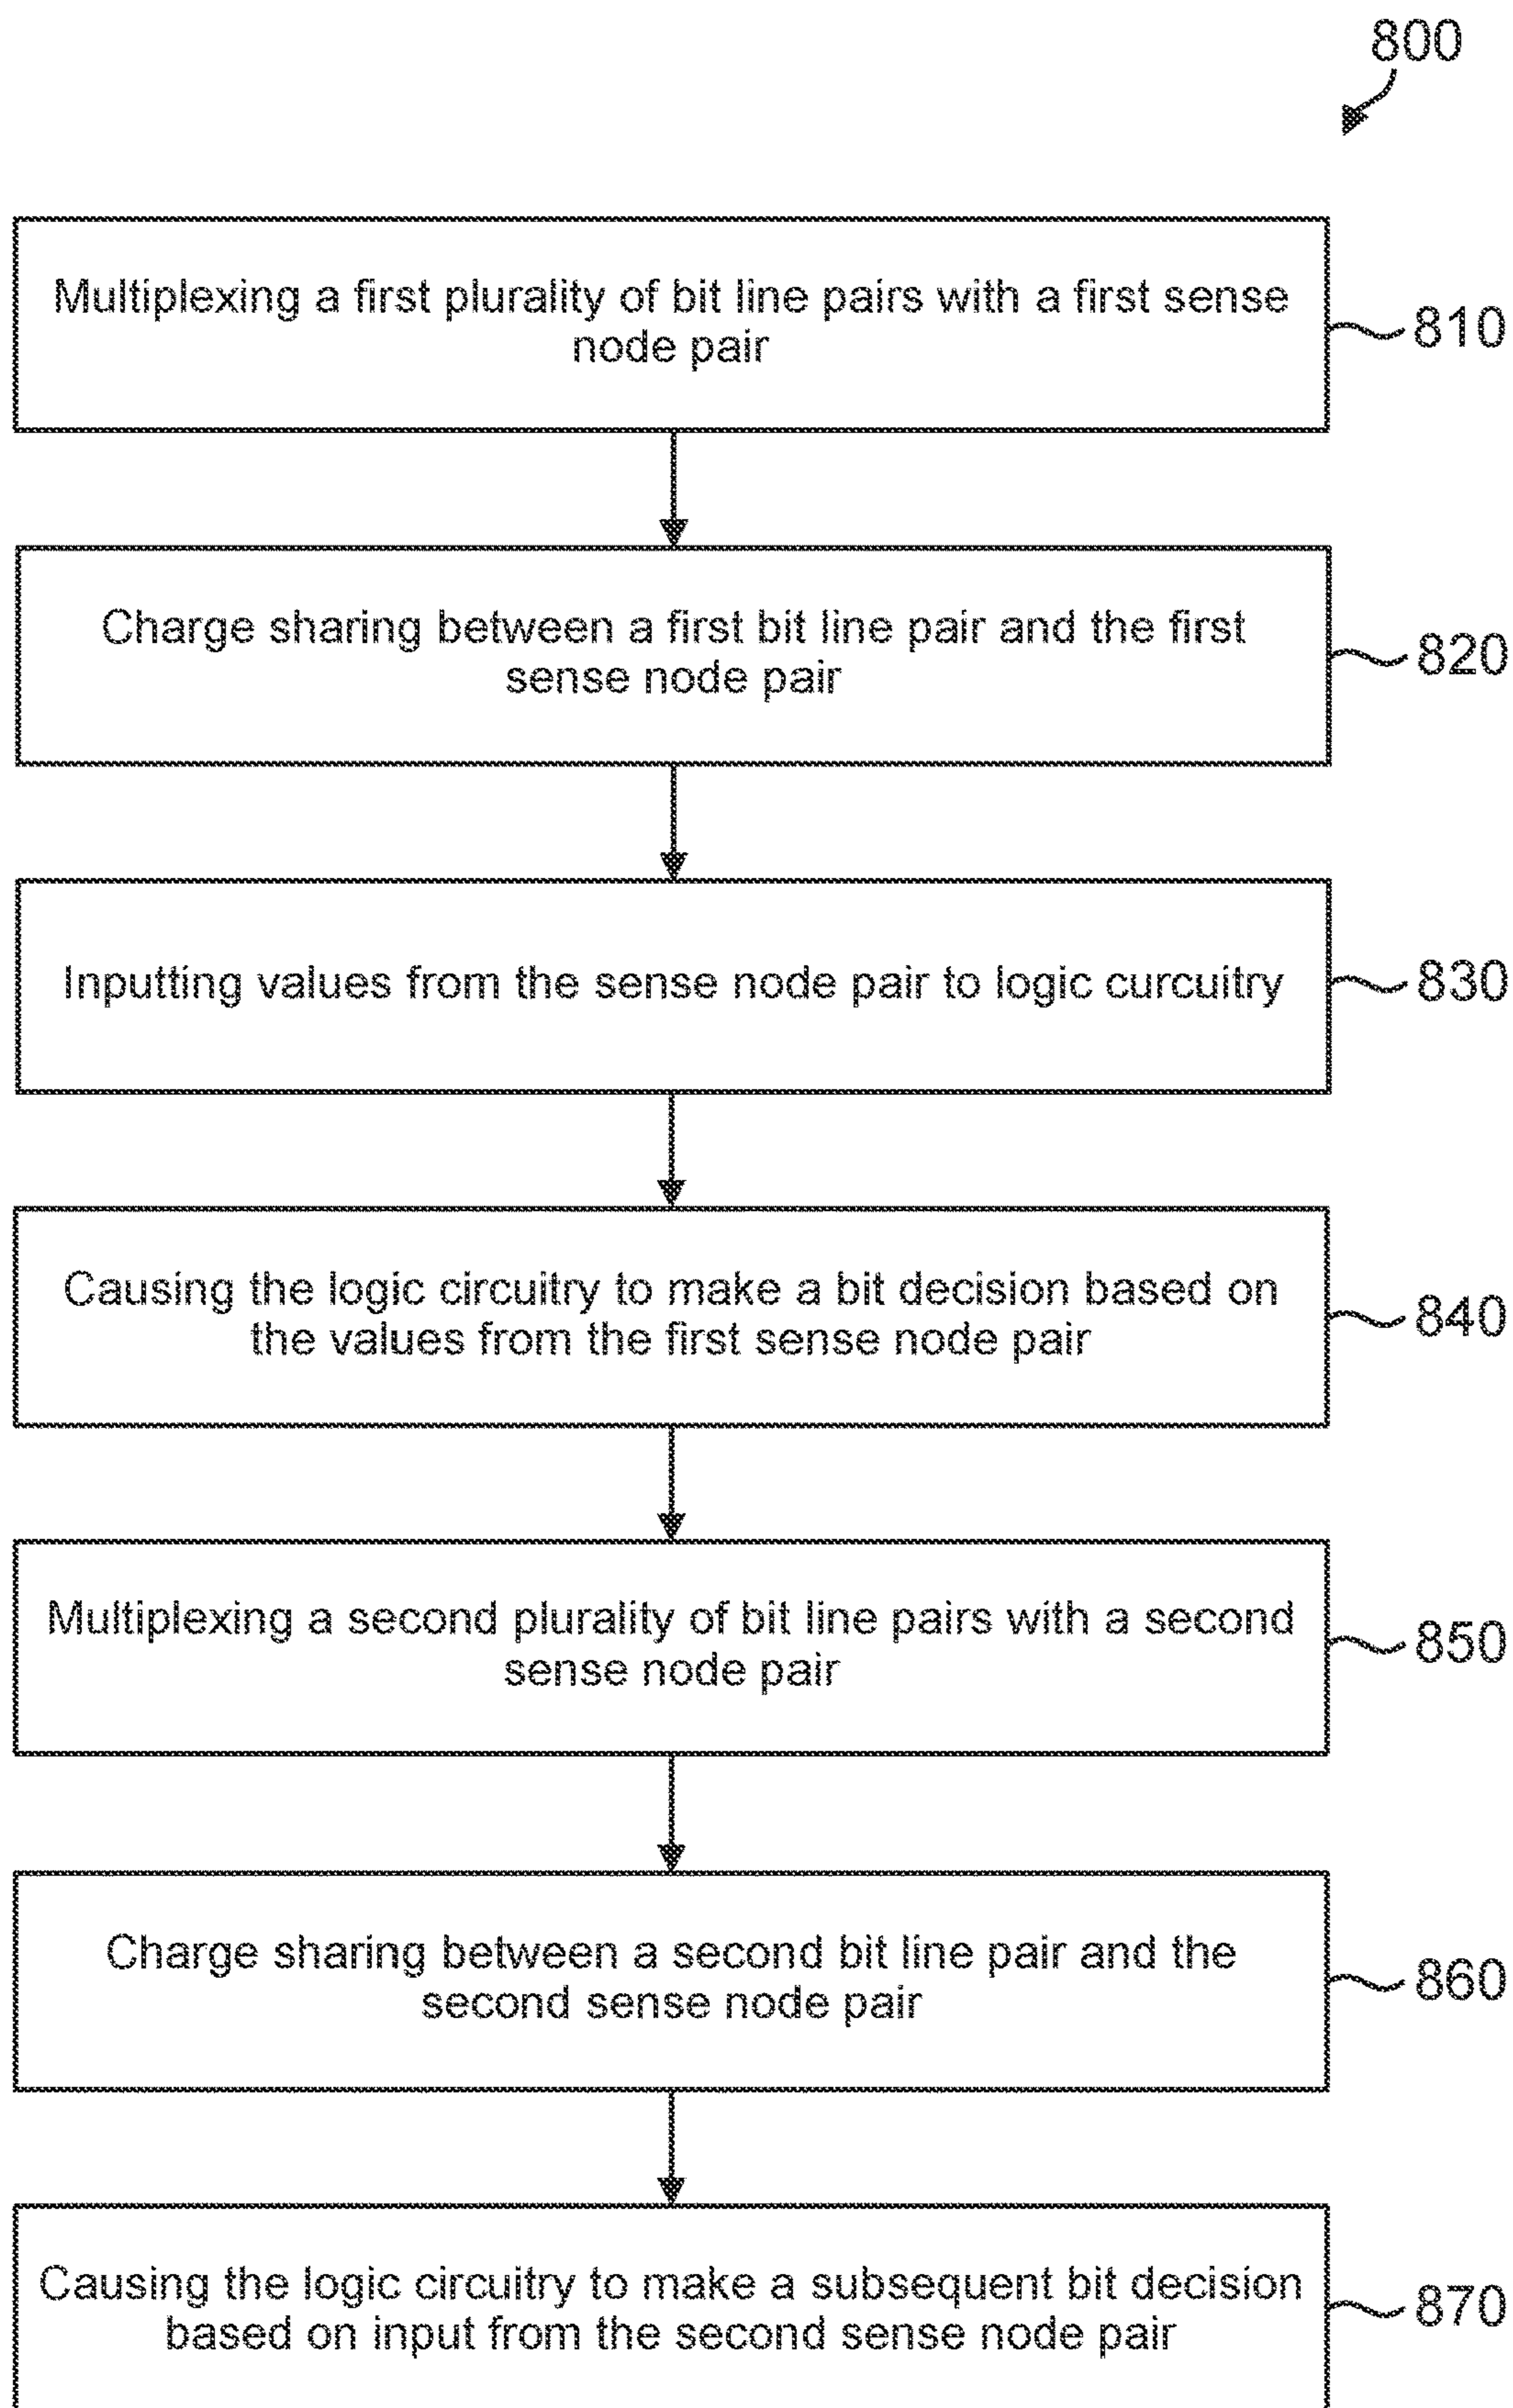 800
Multiplexing a first plurality of bit line pairs with a first sense
node pair
810
Charge sharing between a first bit line pair and the first
sense node pair
820
Inputting values from the sense node pair to logic curcuitry
830
Causing the logic circuitry to make a bit decision based on
the values from the first sense node pair
840
Multiplexing a second plurality of bit line pairs with a second
sense node pair
850
Charge sharing between a second bit line pair and the
second sense node pair
860
Causing the logic circuitry to make a subsequent bit decision
based on input from the second sense node pair
870